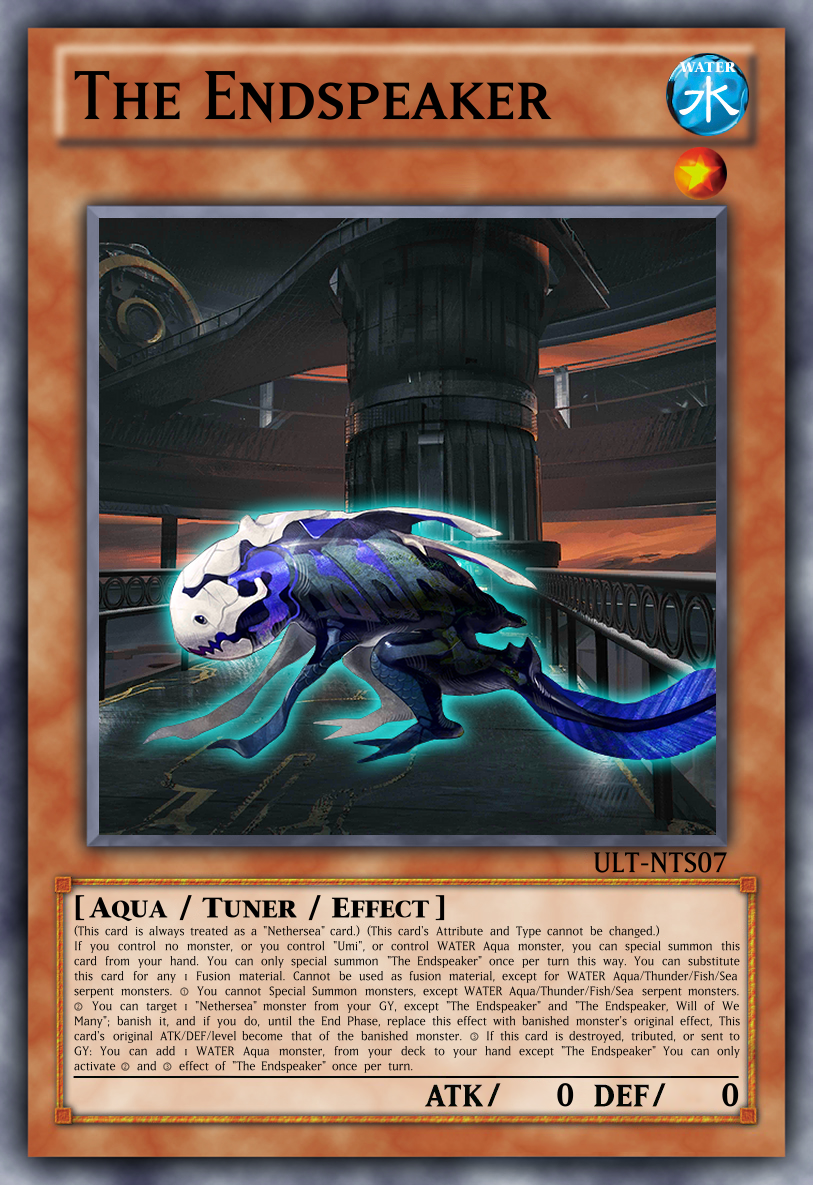 The Endspeaker
WATER
水
ULT-NTS07
[ Aqua / Tuner / Effect ]
(This card is always treated as a "Nethersea" card.) (This card's Attribute and Type cannot be changed.)
If you control no monster, or you control "Umi", or control WATER Aqua monster, you can special summon this
card from your hand. You can only special summon "The Endspeaker" once per turn this way. You can substitute
this card for any 1 Fusion material. Cannot be used as fusion material, except for WATER Aqua/Thunder/Fish/Sea
serpent monsters. ① You cannot Special Summon monsters, except WATER Aqua/Thunder/Fish/Sea serpent monsters.
② You can target 1 "Nethersea" monster from your GY, except "The Endspeaker" and "The Endspeaker, Will of We
Many"; banish it, and if you do, until the End Phase, replace this effect with banished monster's original effect, This
card's original ATK/DEF/level become that of the banished monster. ③ If this card is destroyed, tributed, or sent to
GY: You can add 1 WATER Aqua monster, from your deck to your hand except "The Endspeaker" You can only
activate ② and ③ effect of "The Endspeaker" once per turn.
ATK/ 0 DEF/ 0